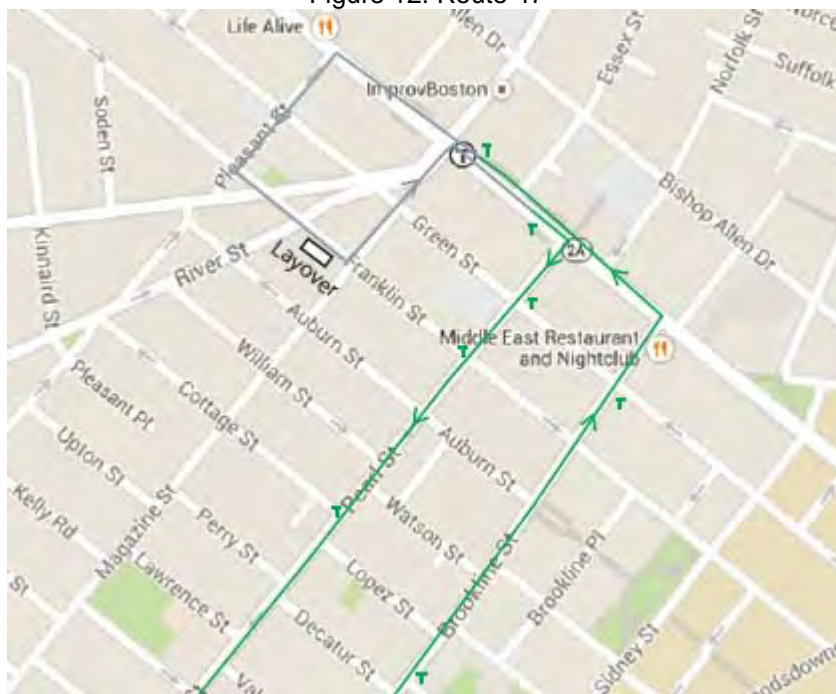 Figure 12: Route 47
Life Alive
Allen Dr
Essex St
Norfolk St
Suffolk
Soden St
ImprovBoston
Pleasant St
T
Bishop Allen Dr
Kinnaird St
River St
Layover
Franklin St
Green St
2A
Auburn St
Middle East Restaurant
and Nightclub
William St
Pleasant Pl
Cottage St
Pearl St
Auburn St
Upton St
Magazine St
Perry St
Watson St
Kelly Rd
Lawrence St
Lopez St
Brookline St
Brookline Pl
Decatur St
Sidney St